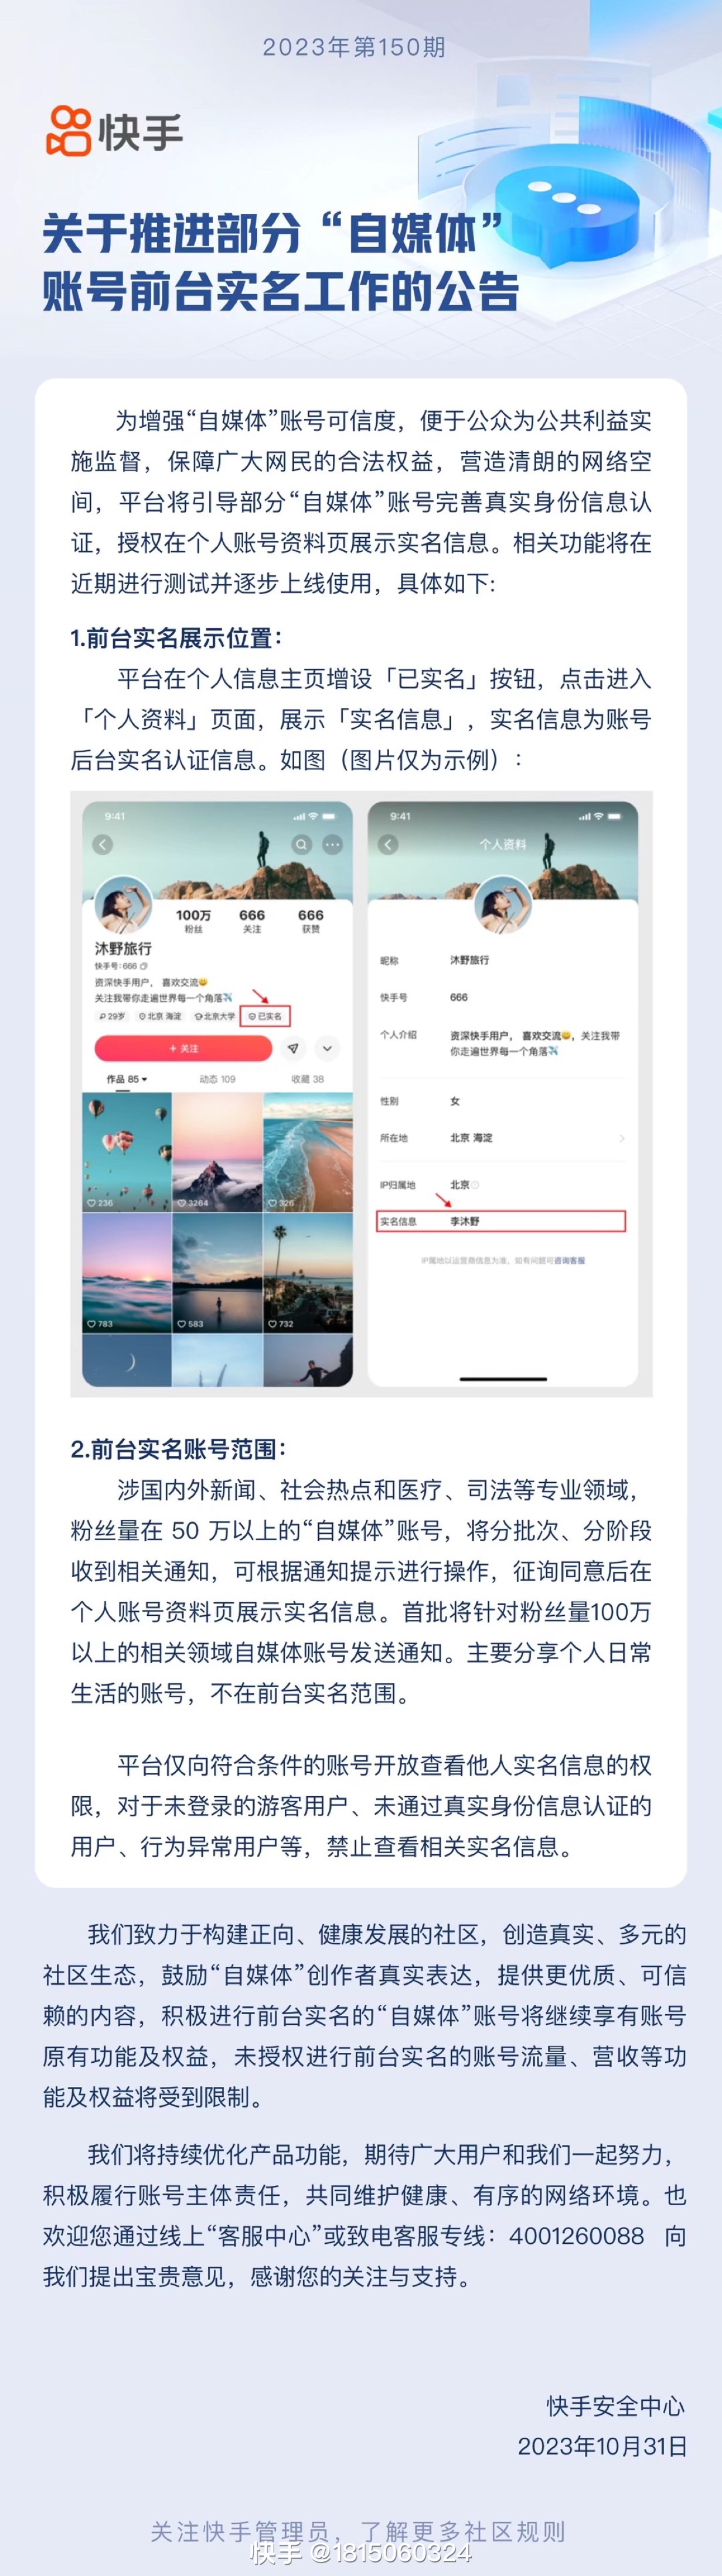 2023年第150期
快手
关于推进部分“自媒体”
账号前台实名工作的公告
为增强“自媒体”账号可信度，便于公众为公共利益实
施监督，保障广大网民的合法权益，营造清朗的网络空
间，平台将引导部分“自媒体”账号完善真实身份信息认
证，授权在个人账号资料页展示实名信息。相关功能将在
近期进行测试并逐步上线使用，具体如下:
1.前台实名展示位置：
平台在个人信息主页增设「已实名」按钮，点击进入
「个人资料」页面，展示「实名信息」，实名信息为账号
后台实名认证信息。如图（图片仅为示例）：
9:41
100万 666 666
粉丝 关注 获赞
沐野旅行
快手号:666
资深快手用户， 喜欢交流😄
关注我带你走遍世界每一个角落✈️
29岁 北京 海淀 北京大学 已实名
+ 关注
作品 85 动态 109 收藏 38
236 3264 326
783 583 732
9:41
个人资料
昵称 沐野旅行
快手号 666
个人介绍 资深快手用户， 喜欢交流😄，关注我带
你走遍世界每一个角落✈️
性别 女
所在地 北京 海淀
IP归属地 北京
实名信息 李沐野
IP属地以运营商信息为准，如有问题可咨询客服
2.前台实名账号范围：
涉国内外新闻、社会热点和医疗、司法等专业领域，
粉丝量在 50 万以上的“自媒体”账号，将分批次、分阶段
收到相关通知，可根据通知提示进行操作，征询同意后在
个人账号资料页展示实名信息。首批将针对粉丝量100万
以上的相关领域自媒体账号发送通知。主要分享个人日常
生活的账号，不在前台实名范围。
平台仅向符合条件的账号开放查看他人实名信息的权
限，对于未登录的游客用户、未通过真实身份信息认证的
用户、行为异常用户等，禁止查看相关实名信息。
我们致力于构建正向、健康发展的社区，创造真实、多元的
社区生态，鼓励“自媒体”创作者真实表达，提供更优质、可信
赖的内容，积极进行前台实名的“自媒体”账号将继续享有账号
原有功能及权益，未授权进行前台实名的账号流量、营收等功
能及权益将受到限制。
我们将持续优化产品功能，期待广大用户和我们一起努力，
积极履行账号主体责任，共同维护健康、有序的网络环境。也
欢迎您通过线上“客服中心”或致电客服专线：4001260088 向
我们提出宝贵意见，感谢您的关注与支持。
快手安全中心
2023年10月31日
关注快手管理员，了解更多社区规则
快手 @1815060324